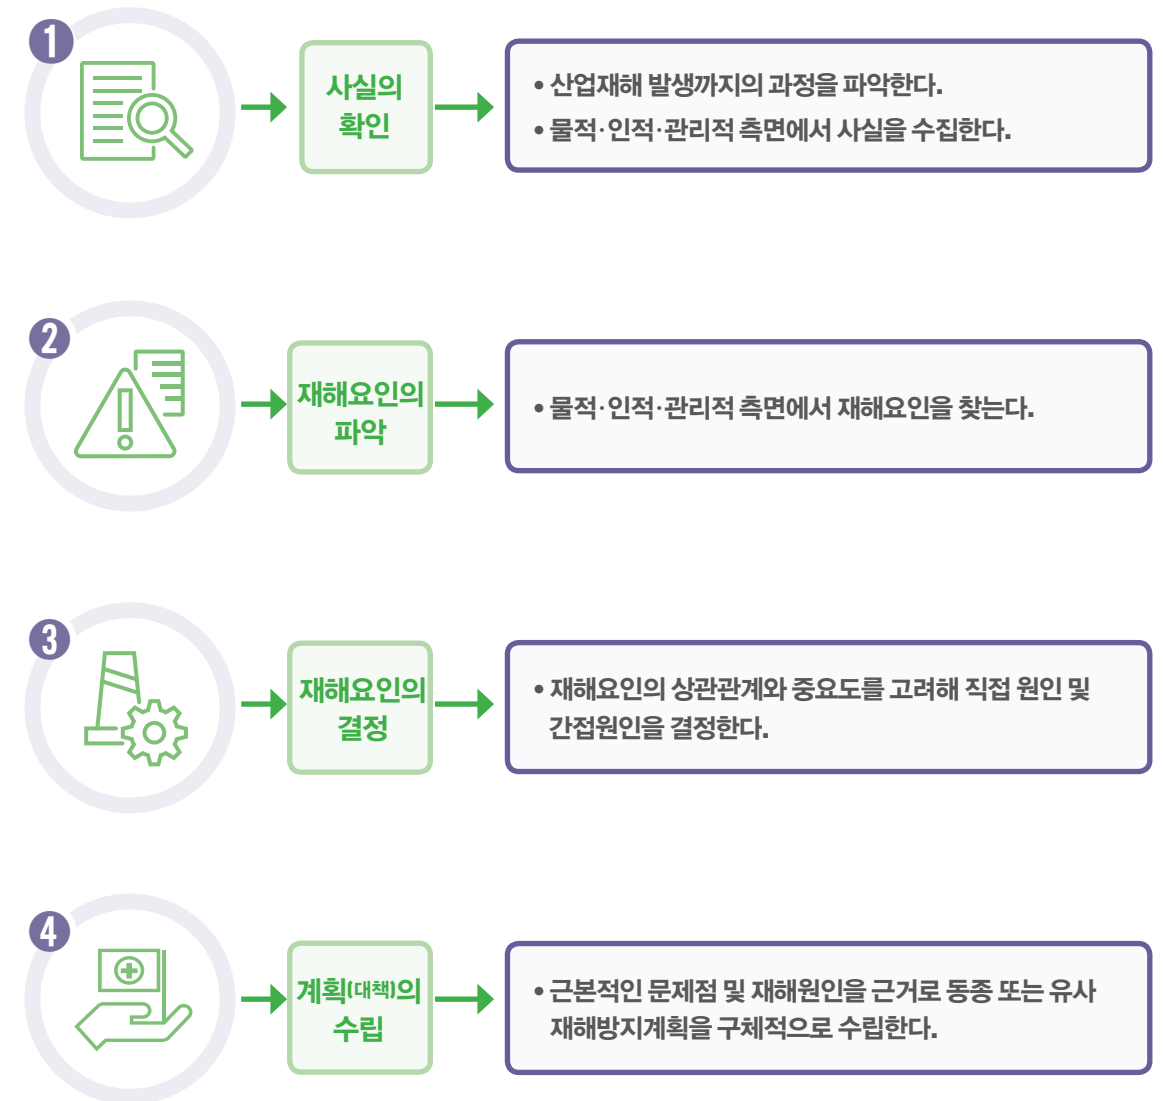 1
사실의
확인
• 산업재해 발생까지의 과정을 파악한다.
• 물적·인적·관리적 측면에서 사실을 수집한다.
2
재해요인의
파악
• 물적·인적·관리적 측면에서 재해요인을 찾는다.
3
재해요인의
결정
• 재해요인의 상관관계와 중요도를 고려해 직접 원인 및
간접원인을 결정한다.
4
계획(대책)의
수립
• 근본적인 문제점 및 재해원인을 근거로 동종 또는 유사
재해방지계획을 구체적으로 수립한다.